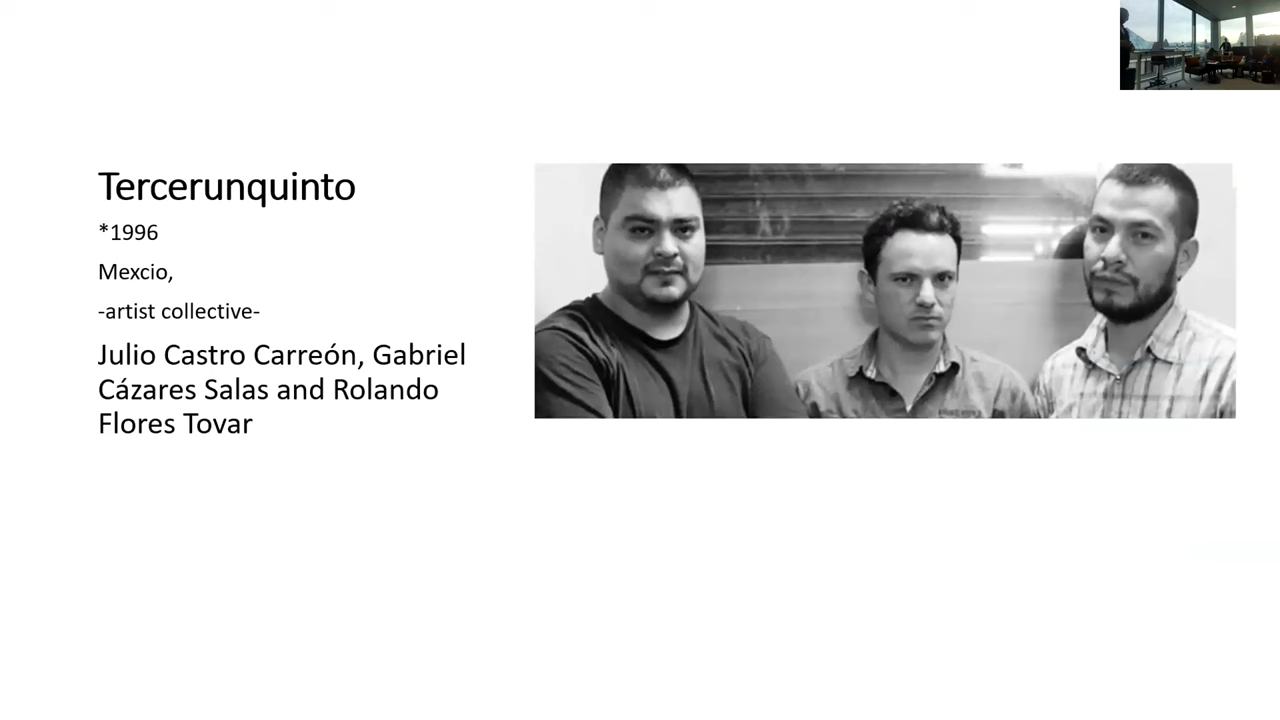 Tercerunquinto
*1996
Mexcio,
-artist collective-
Julio Castro Carreón, Gabriel
Cázares Salas and Rolando
Flores Tovar